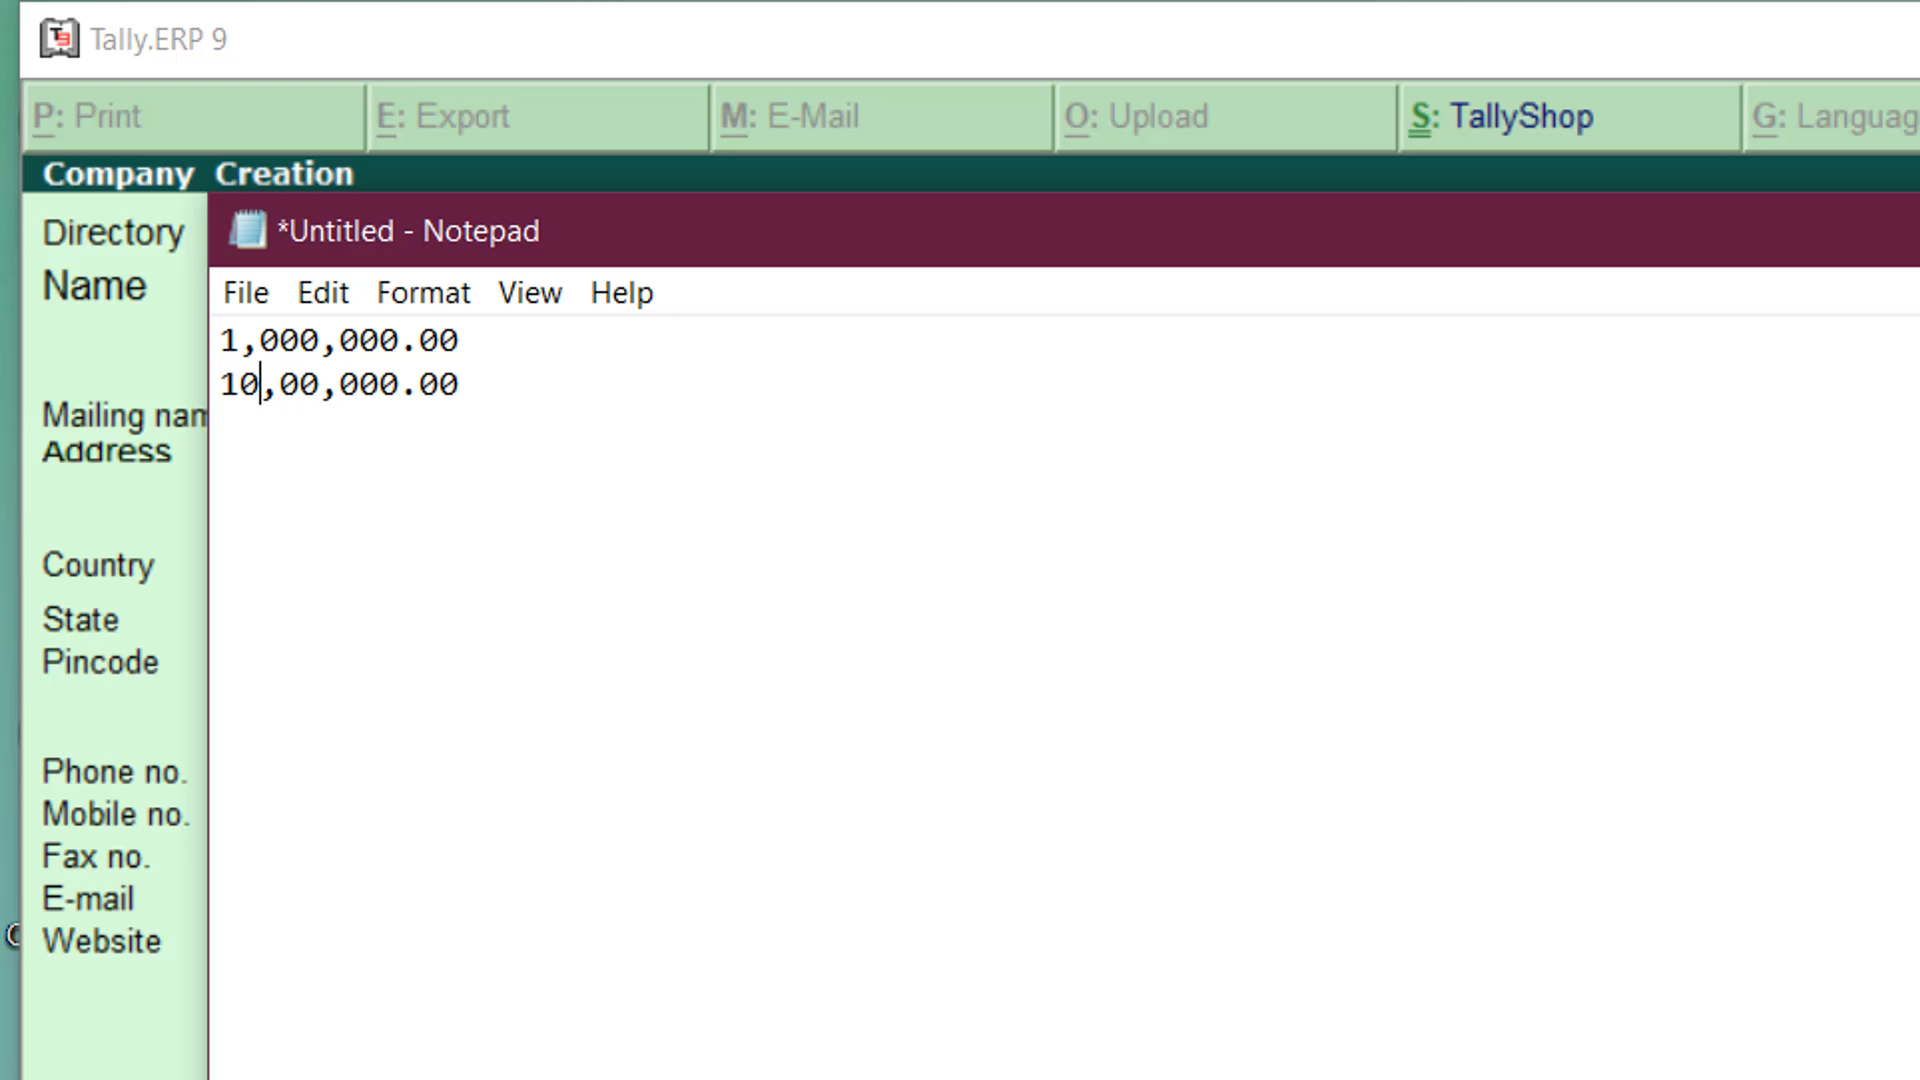 Tally.ERP 9
P: Print E: Export M: E-Mail O: Upload S: TallyShop G: Languag
Company Creation
Directory
*Untitled - Notepad
Name
File Edit Format View Help
1,000,000.00
10,00,000.00
Mailing nam
Address
Country
State
Pincode
Phone no.
Mobile no.
Fax no.
E-mail
Website